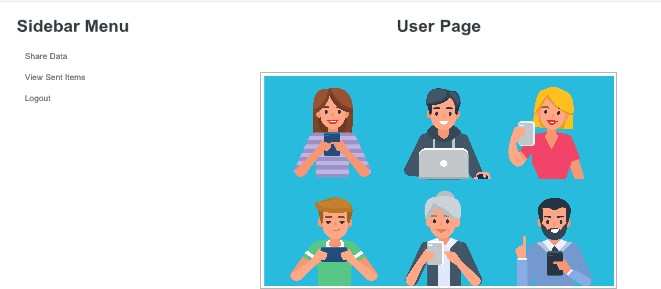 Sidebar Menu
Share Data
View Sent Items
Logout
User Page